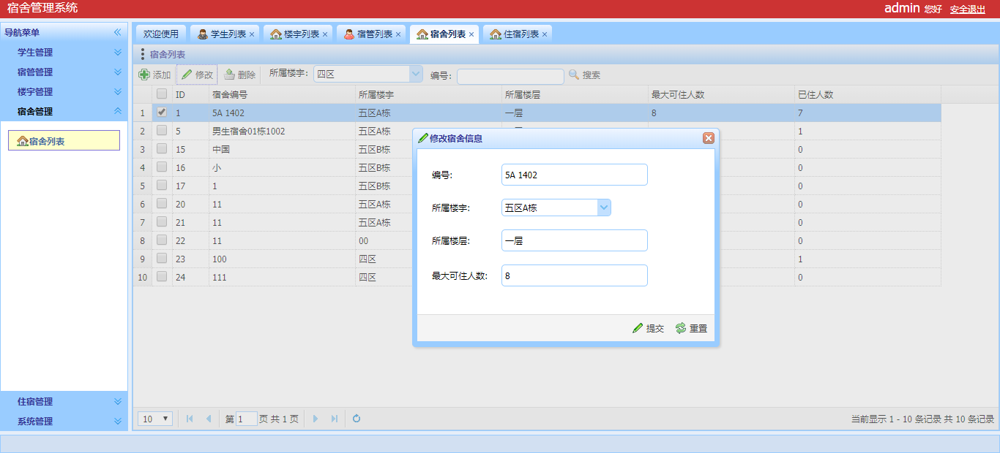 宿舍管理系统
admin 您好 安全退出
导航菜单
学生管理
宿管管理
楼宇管理
宿舍管理
宿舍列表
住宿管理
系统管理
欢迎使用 学生列表 楼宇列表 宿管列表 宿舍列表 住宿列表
宿舍列表
添加 修改 删除 所属楼宇: 四区 编号: 搜索
ID 宿舍编号 所属楼宇 所属楼层 最大可住人数 已住人数
1 1 5A 1402 五区A栋 一层 8 7
2 5 男生宿舍01栋1002 五区A栋 1
3 15 中国 五区B栋 0
4 16 小 五区B栋 0
5 17 1 五区B栋 0
6 20 11 五区A栋 0
7 21 11 五区A栋 0
8 22 11 00 0
9 23 100 四区 1
10 24 111 四区 0
修改宿舍信息
编号: 5A 1402
所属楼宇: 五区A栋
所属楼层: 一层
最大可住人数: 8
提交 重置
10 第 1 页 共 1 页
当前显示 1 - 10 条记录 共 10 条记录